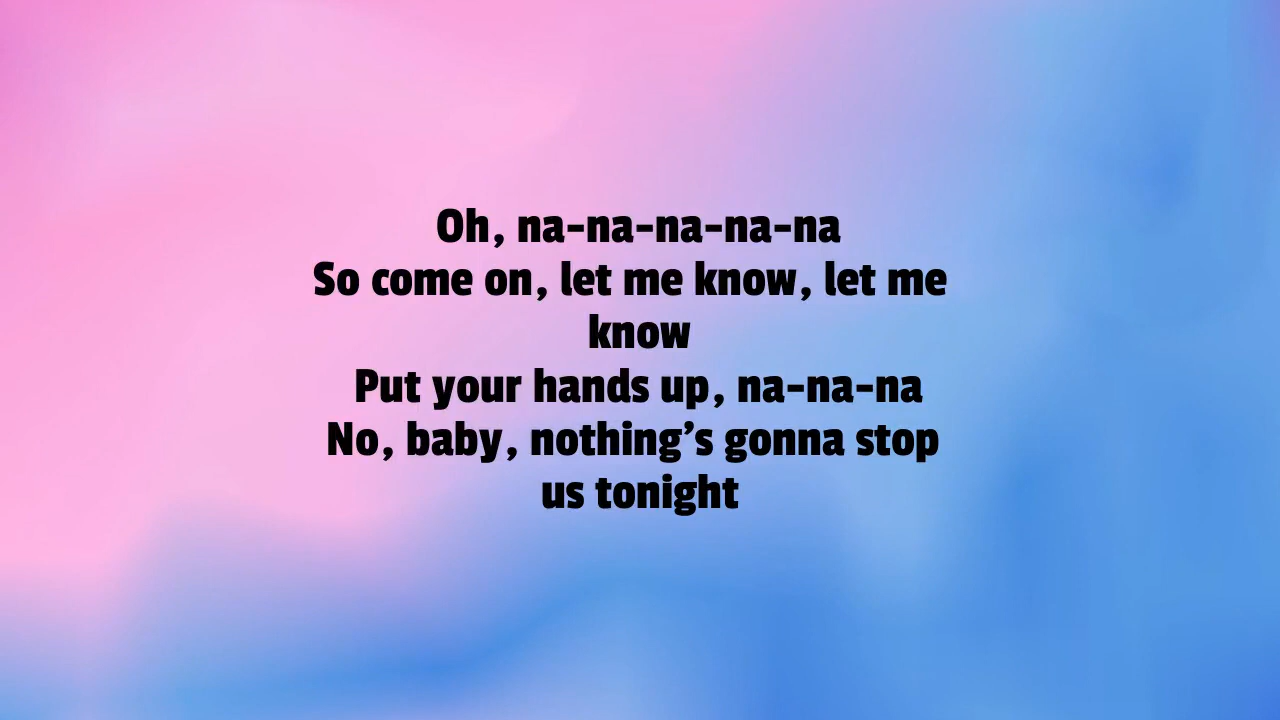 Oh, na-na-na-na-na
So come on, let me know, let me
know
Put your hands up, na-na-na
No, baby, nothing’s gonna stop
us tonight